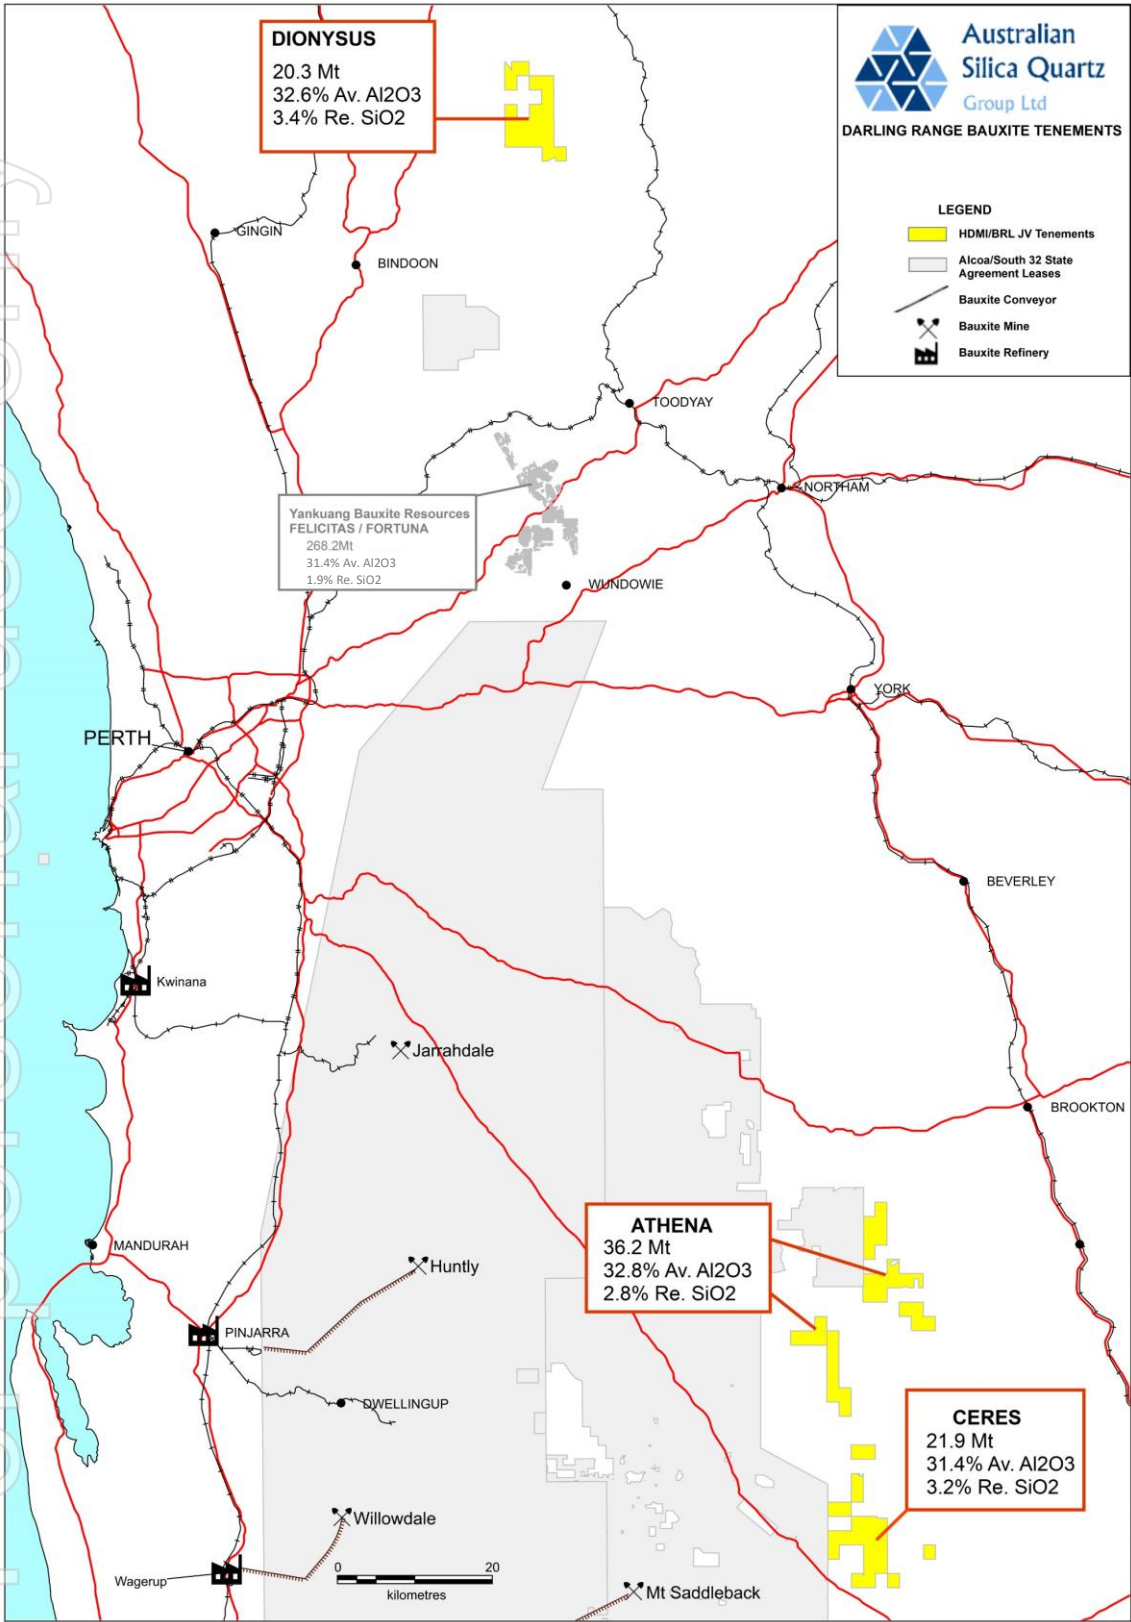 DIONYSUS
20.3 Mt
32.6% Av. Al2O3
3.4% Re. SiO2
Australian
Silica Quartz
Group Ltd
DARLING RANGE BAUXITE TENEMENTS
LEGEND
HDMI/BRL JV Tenements
Alcoa/South 32 State
Agreement Leases
Bauxite Conveyor
Bauxite Mine
Bauxite Refinery
GINGIN
BINDOON
TOODYAY
NORTHAM
Yankuang Bauxite Resources
FELICITAS / FORTUNA
268.2Mt
31.4% Av. Al2O3
1.9% Re. SiO2
WUNDOWIE
YORK
PERTH
BEVERLEY
Kwinana
Jarrahdale
BROOKTON
ATHENA
36.2 Mt
32.8% Av. Al2O3
2.8% Re. SiO2
MANDURAH
Huntly
PINJARRA
DWELLINGUP
CERES
21.9 Mt
31.4% Av. Al2O3
3.2% Re. SiO2
Willowdale
Wagerup
0 20
kilometres
Mt Saddleback